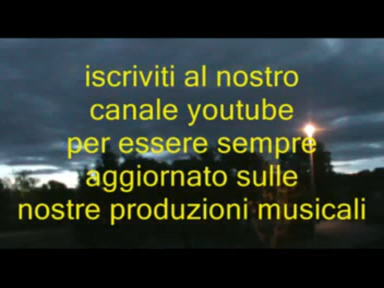 iscriviti al nostro
canale youtube
per essere sempre
aggiornato sulle
nostre produzioni musicali